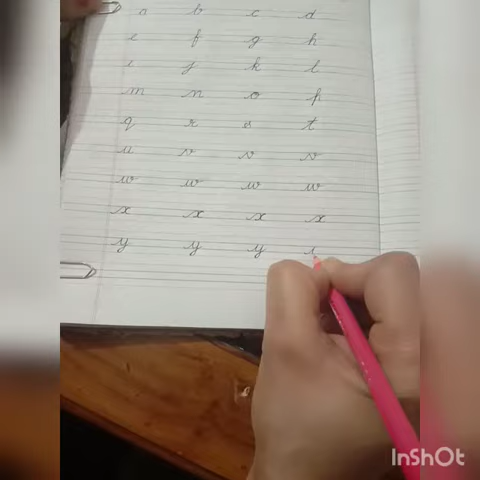 a b c d
e f g h
i j k l
m n o p
q r s t
u v v v
w w w w
x x x x
y y y
InShOt